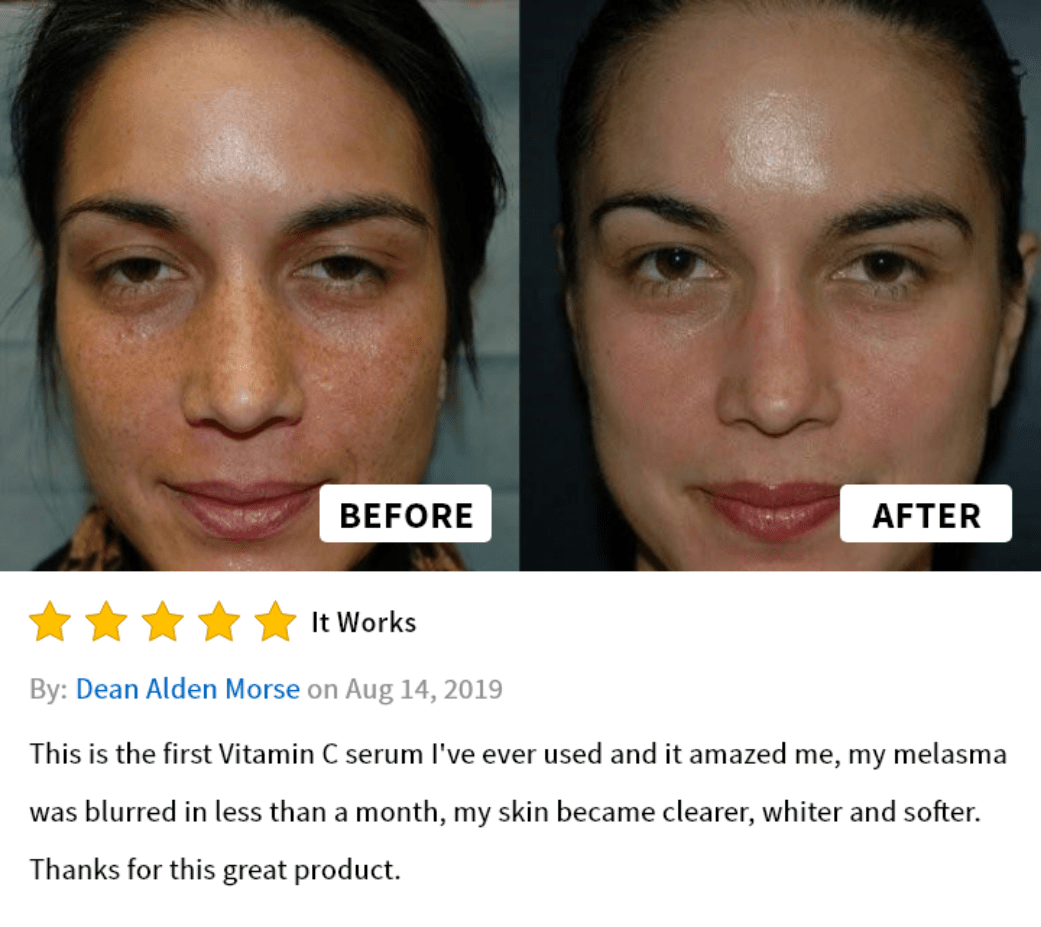 BEFORE
AFTER
It Works
By: Dean Alden Morse on Aug 14, 2019
This is the first Vitamin C serum I've ever used and it amazed me, my melasma
was blurred in less than a month, my skin became clearer, whiter and softer.
Thanks for this great product.